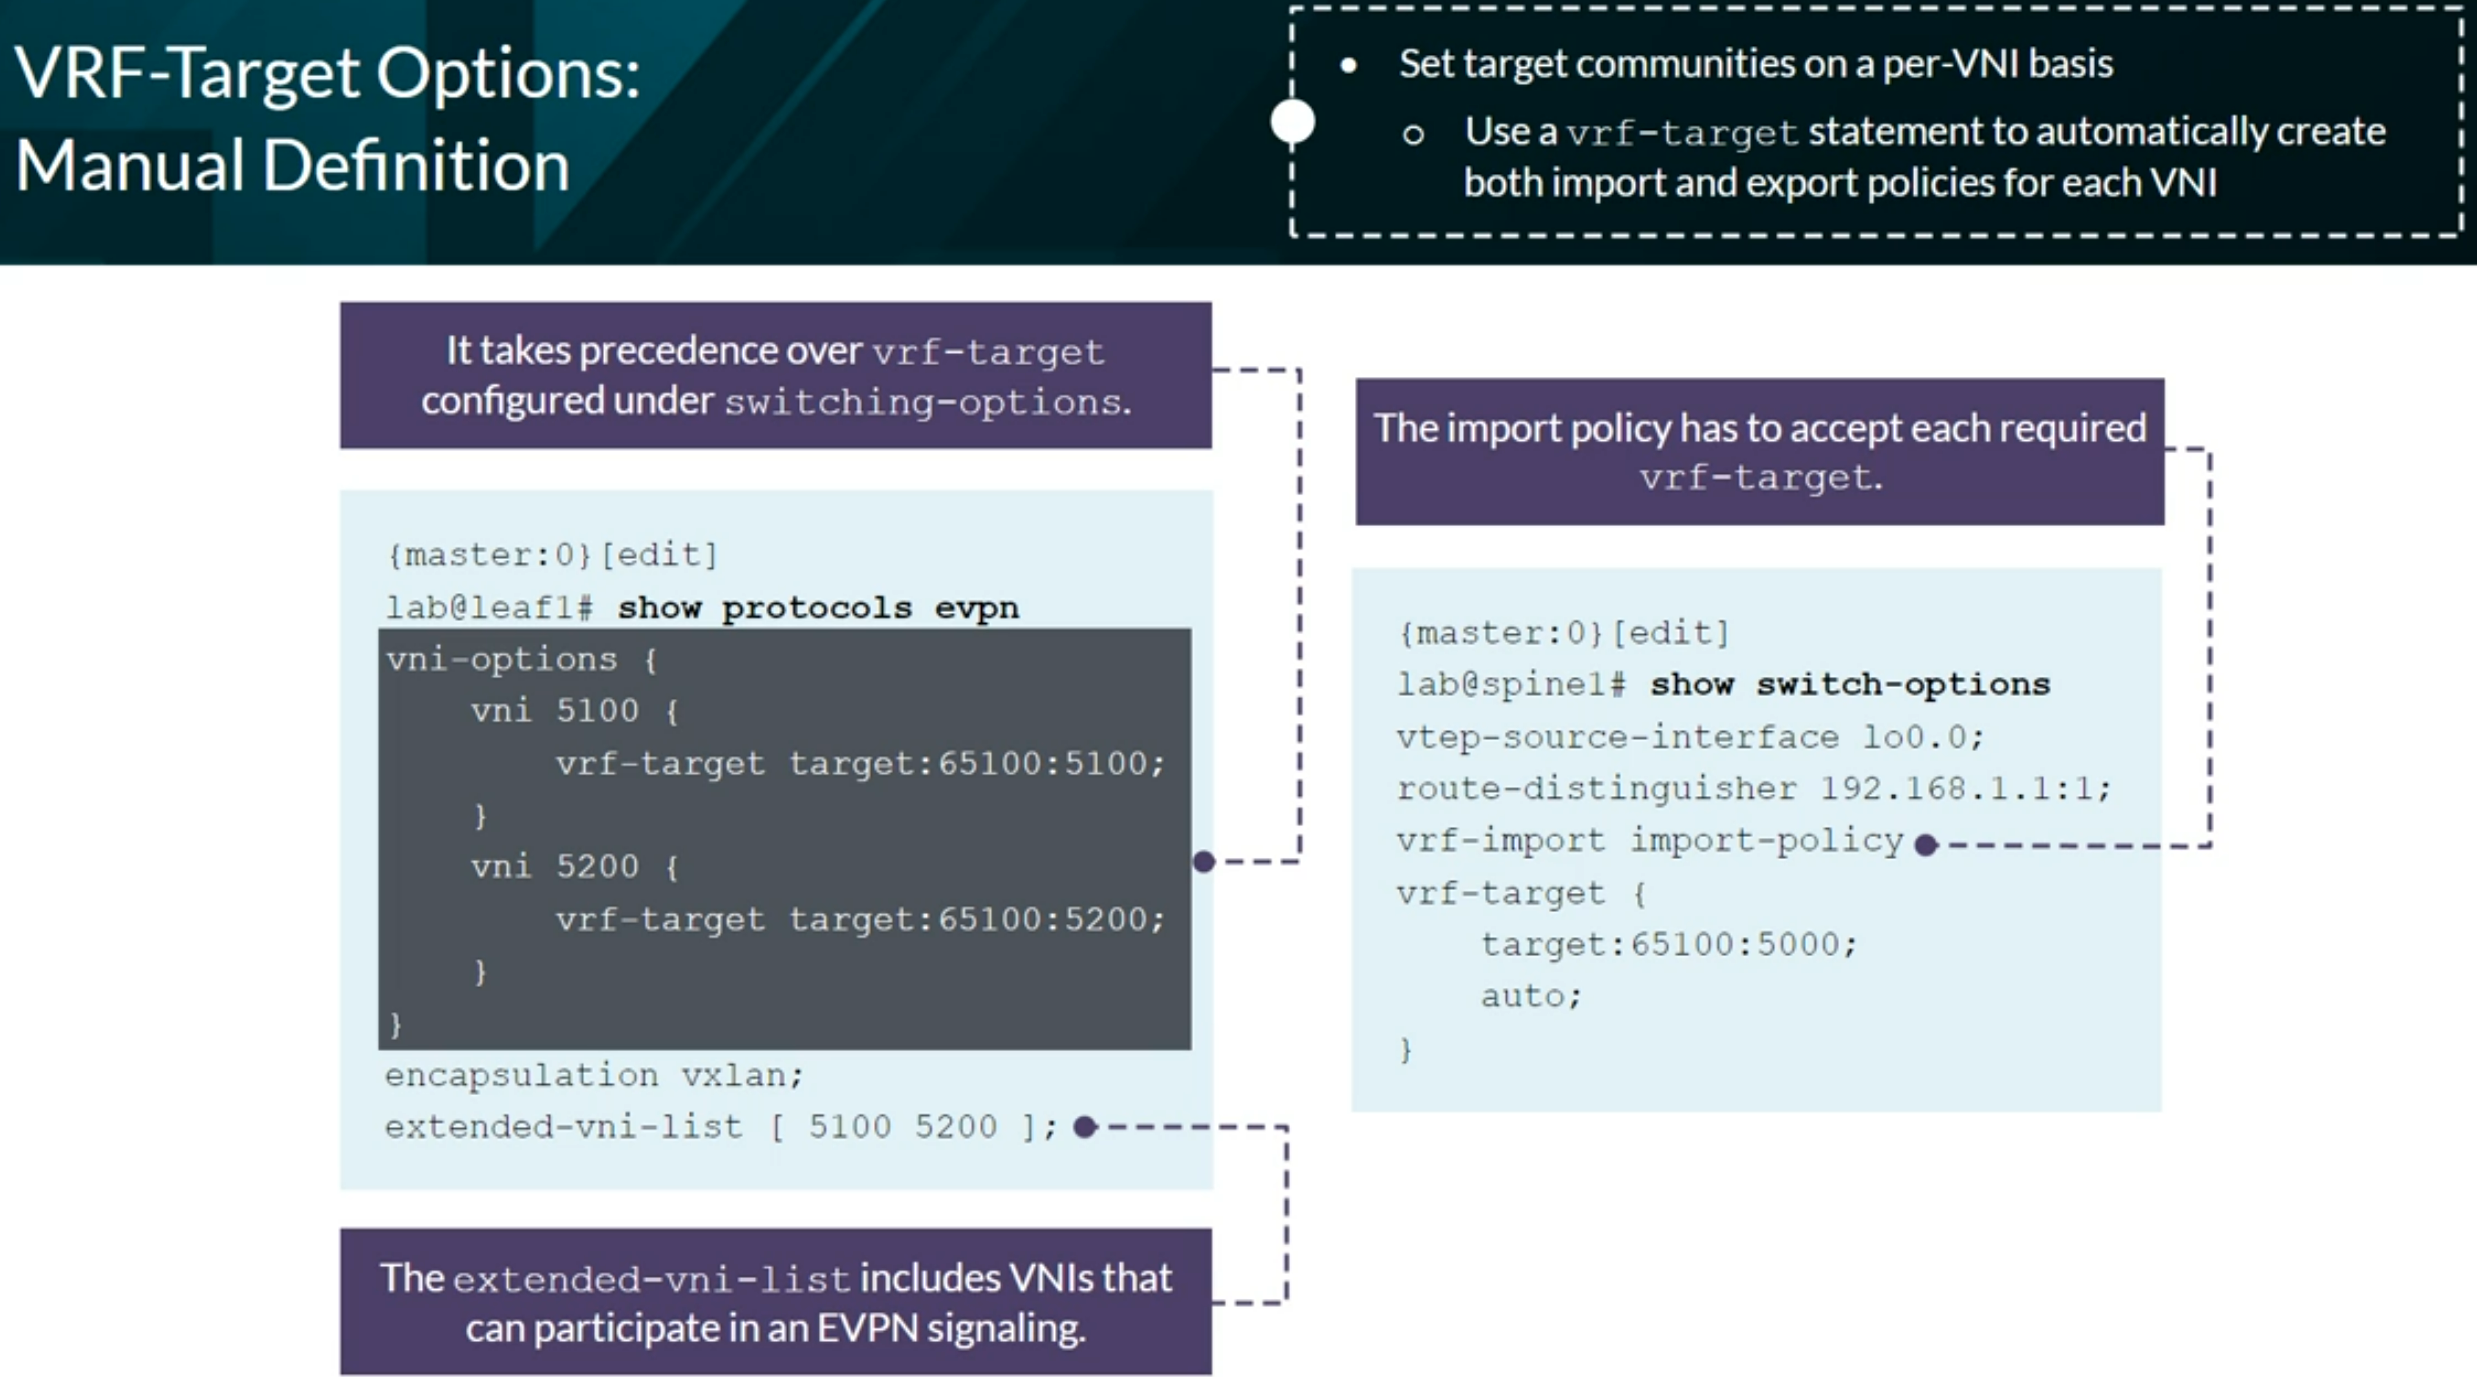 VRF-Target Options:
Manual Definition
• Set target communities on a per-VNI basis
o Use a vrf-target statement to automatically create
both import and export policies for each VNI
It takes precedence over vrf-target
configured under switching-options.
{master:0}[edit]
lab@leaf1# show protocols evpn
vni-options {
    vni 5100 {
        vrf-target target:65100:5100;
    }
    vni 5200 {
        vrf-target target:65100:5200;
    }
}
encapsulation vxlan;
extended-vni-list [ 5100 5200 ];
The extended-vni-list includes VNIs that
can participate in an EVPN signaling.
The import policy has to accept each required
vrf-target.
{master:0}[edit]
lab@spine1# show switch-options
vtep-source-interface lo0.0;
route-distinguisher 192.168.1.1:1;
vrf-import import-policy
vrf-target {
    target:65100:5000;
    auto;
}